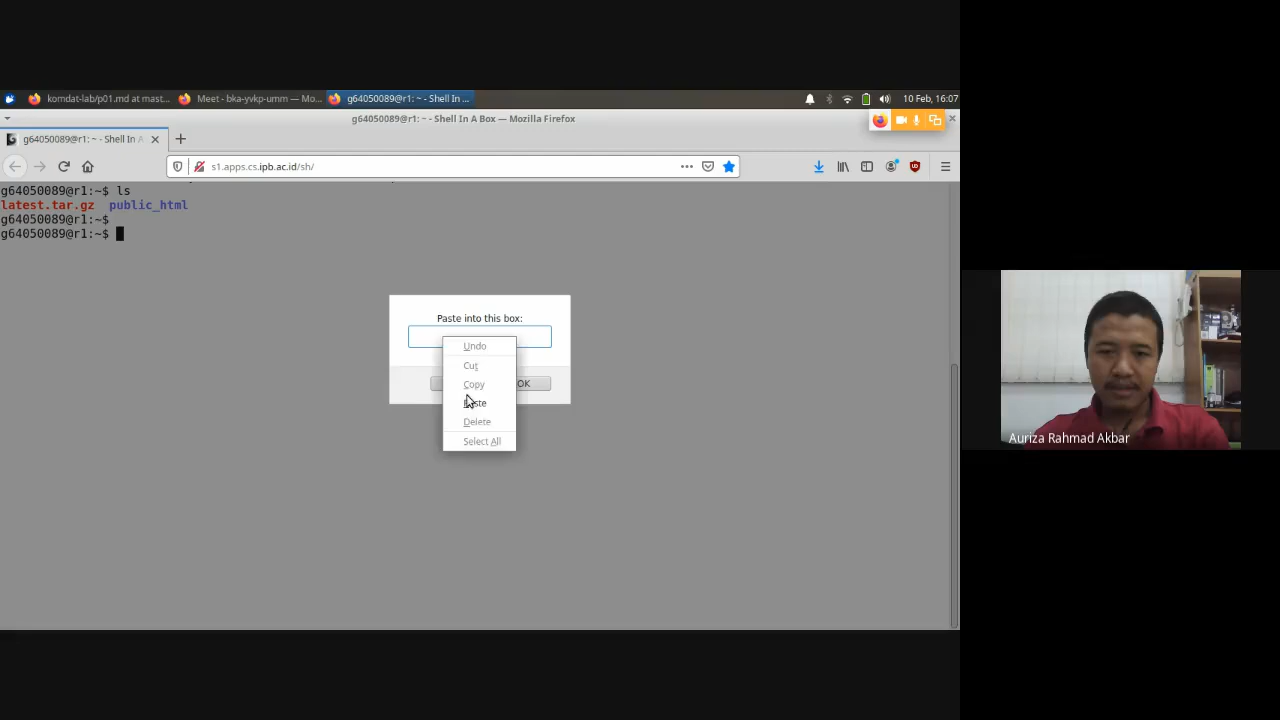 komdat-lab/p01.md at mast...
Meet - bka-yvkp-umm — Mo...
g64050089@r1: ~ - Shell In ...
10 Feb, 16:07
g64050089@r1: ~ - Shell In A Box — Mozilla Firefox
g64050089@r1: ~ - Shell In A
s1.apps.cs.ipb.ac.id/sh/
g64050089@r1:~$ ls
latest.tar.gz public_html
g64050089@r1:~$
g64050089@r1:~$
Paste into this box:
Undo
Cut
Copy
OK
Paste
Delete
Select All
Auriza Rahmad Akbar